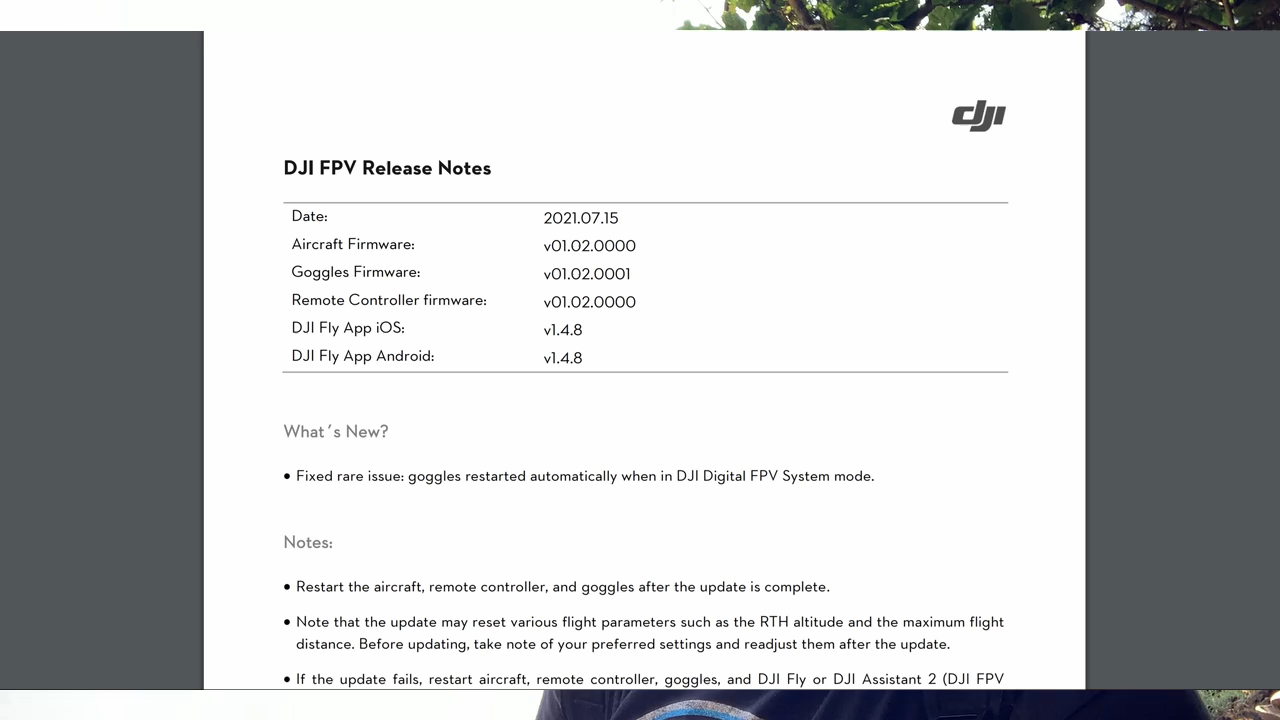 dji
DJI FPV Release Notes
Date: 2021.07.15
Aircraft Firmware: v01.02.0000
Goggles Firmware: v01.02.0001
Remote Controller firmware: v01.02.0000
DJI Fly App iOS: v1.4.8
DJI Fly App Android: v1.4.8
What´s New?
• Fixed rare issue: goggles restarted automatically when in DJI Digital FPV System mode.
Notes:
• Restart the aircraft, remote controller, and goggles after the update is complete.
• Note that the update may reset various flight parameters such as the RTH altitude and the maximum flight
distance. Before updating, take note of your preferred settings and readjust them after the update.
• If the update fails, restart aircraft, remote controller, goggles, and DJI Fly or DJI Assistant 2 (DJI FPV